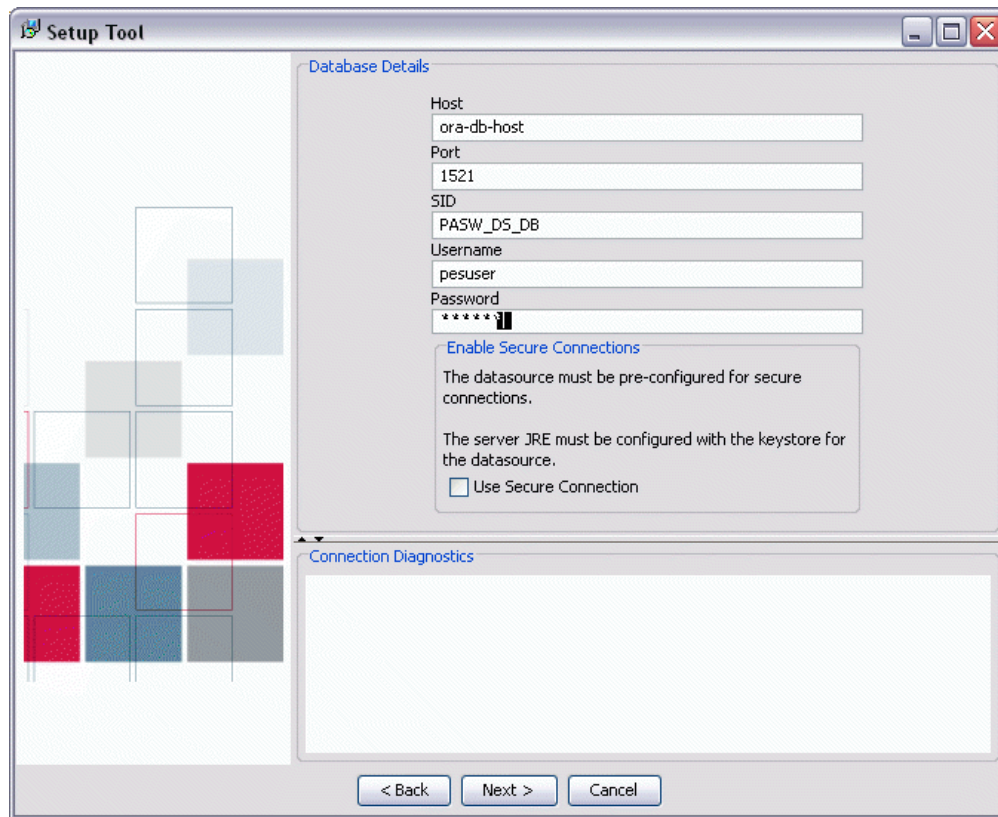 Setup Tool
Database Details
Host
ora-db-host
Port
1521
SID
PASW_DS_DB
Username
pesuser
Password
******
Enable Secure Connections
The datasource must be pre-configured for secure
connections.
The server JRE must be configured with the keystore for
the datasource.
Use Secure Connection
Connection Diagnostics
< Back
Next >
Cancel